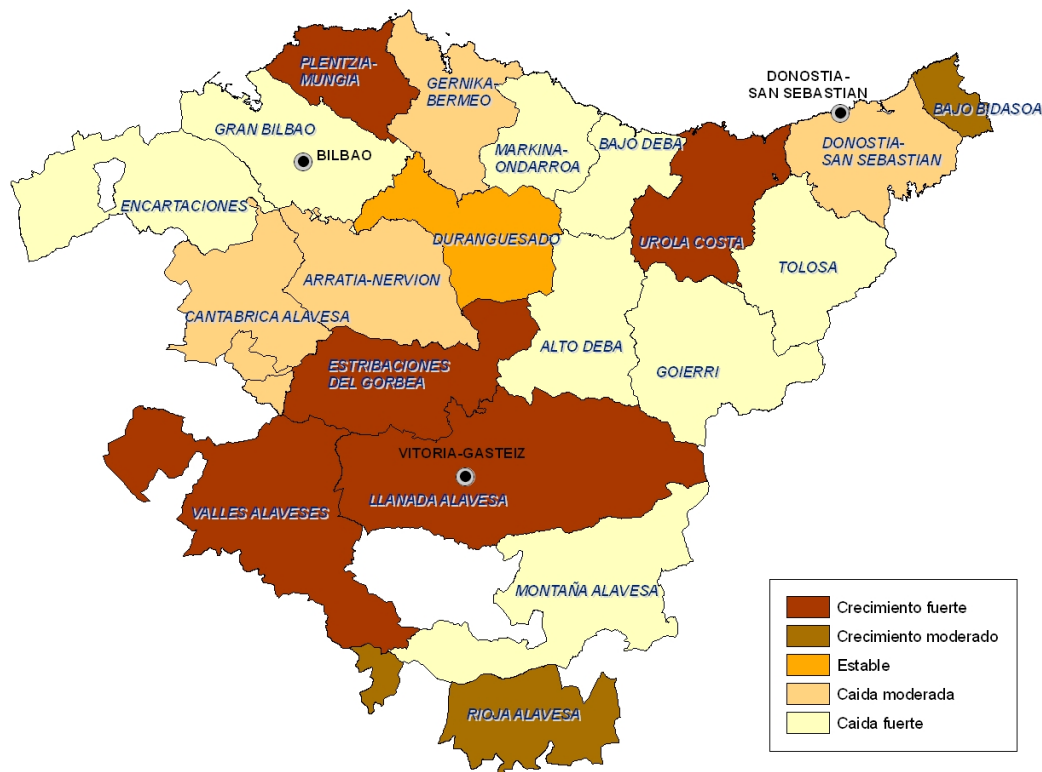 PLENTZIA-
MUNGIA
GERNIKA-
BERMEO
DONOSTIA-
SAN SEBASTIAN
BAJO BIDASOA
GRAN BILBAO
BILBAO
MARKINA-
ONDARROA
BAJO DEBA
DONOSTIA-
SAN SEBASTIAN
ENCARTACIONES
DURANGUESADO
UROLA COSTA
TOLOSA
ARRATIA-NERVION
CANTABRICA ALAVESA
ALTO DEBA
ESTRIBACIONES
DEL GORBEA
GOIERRI
VITORIA-GASTEIZ
LLANADA ALAVESA
VALLES ALAVESES
MONTAÑA ALAVESA
RIOJA ALAVESA
Crecimiento fuerte
Crecimiento moderado
Estable
Caida moderada
Caida fuerte